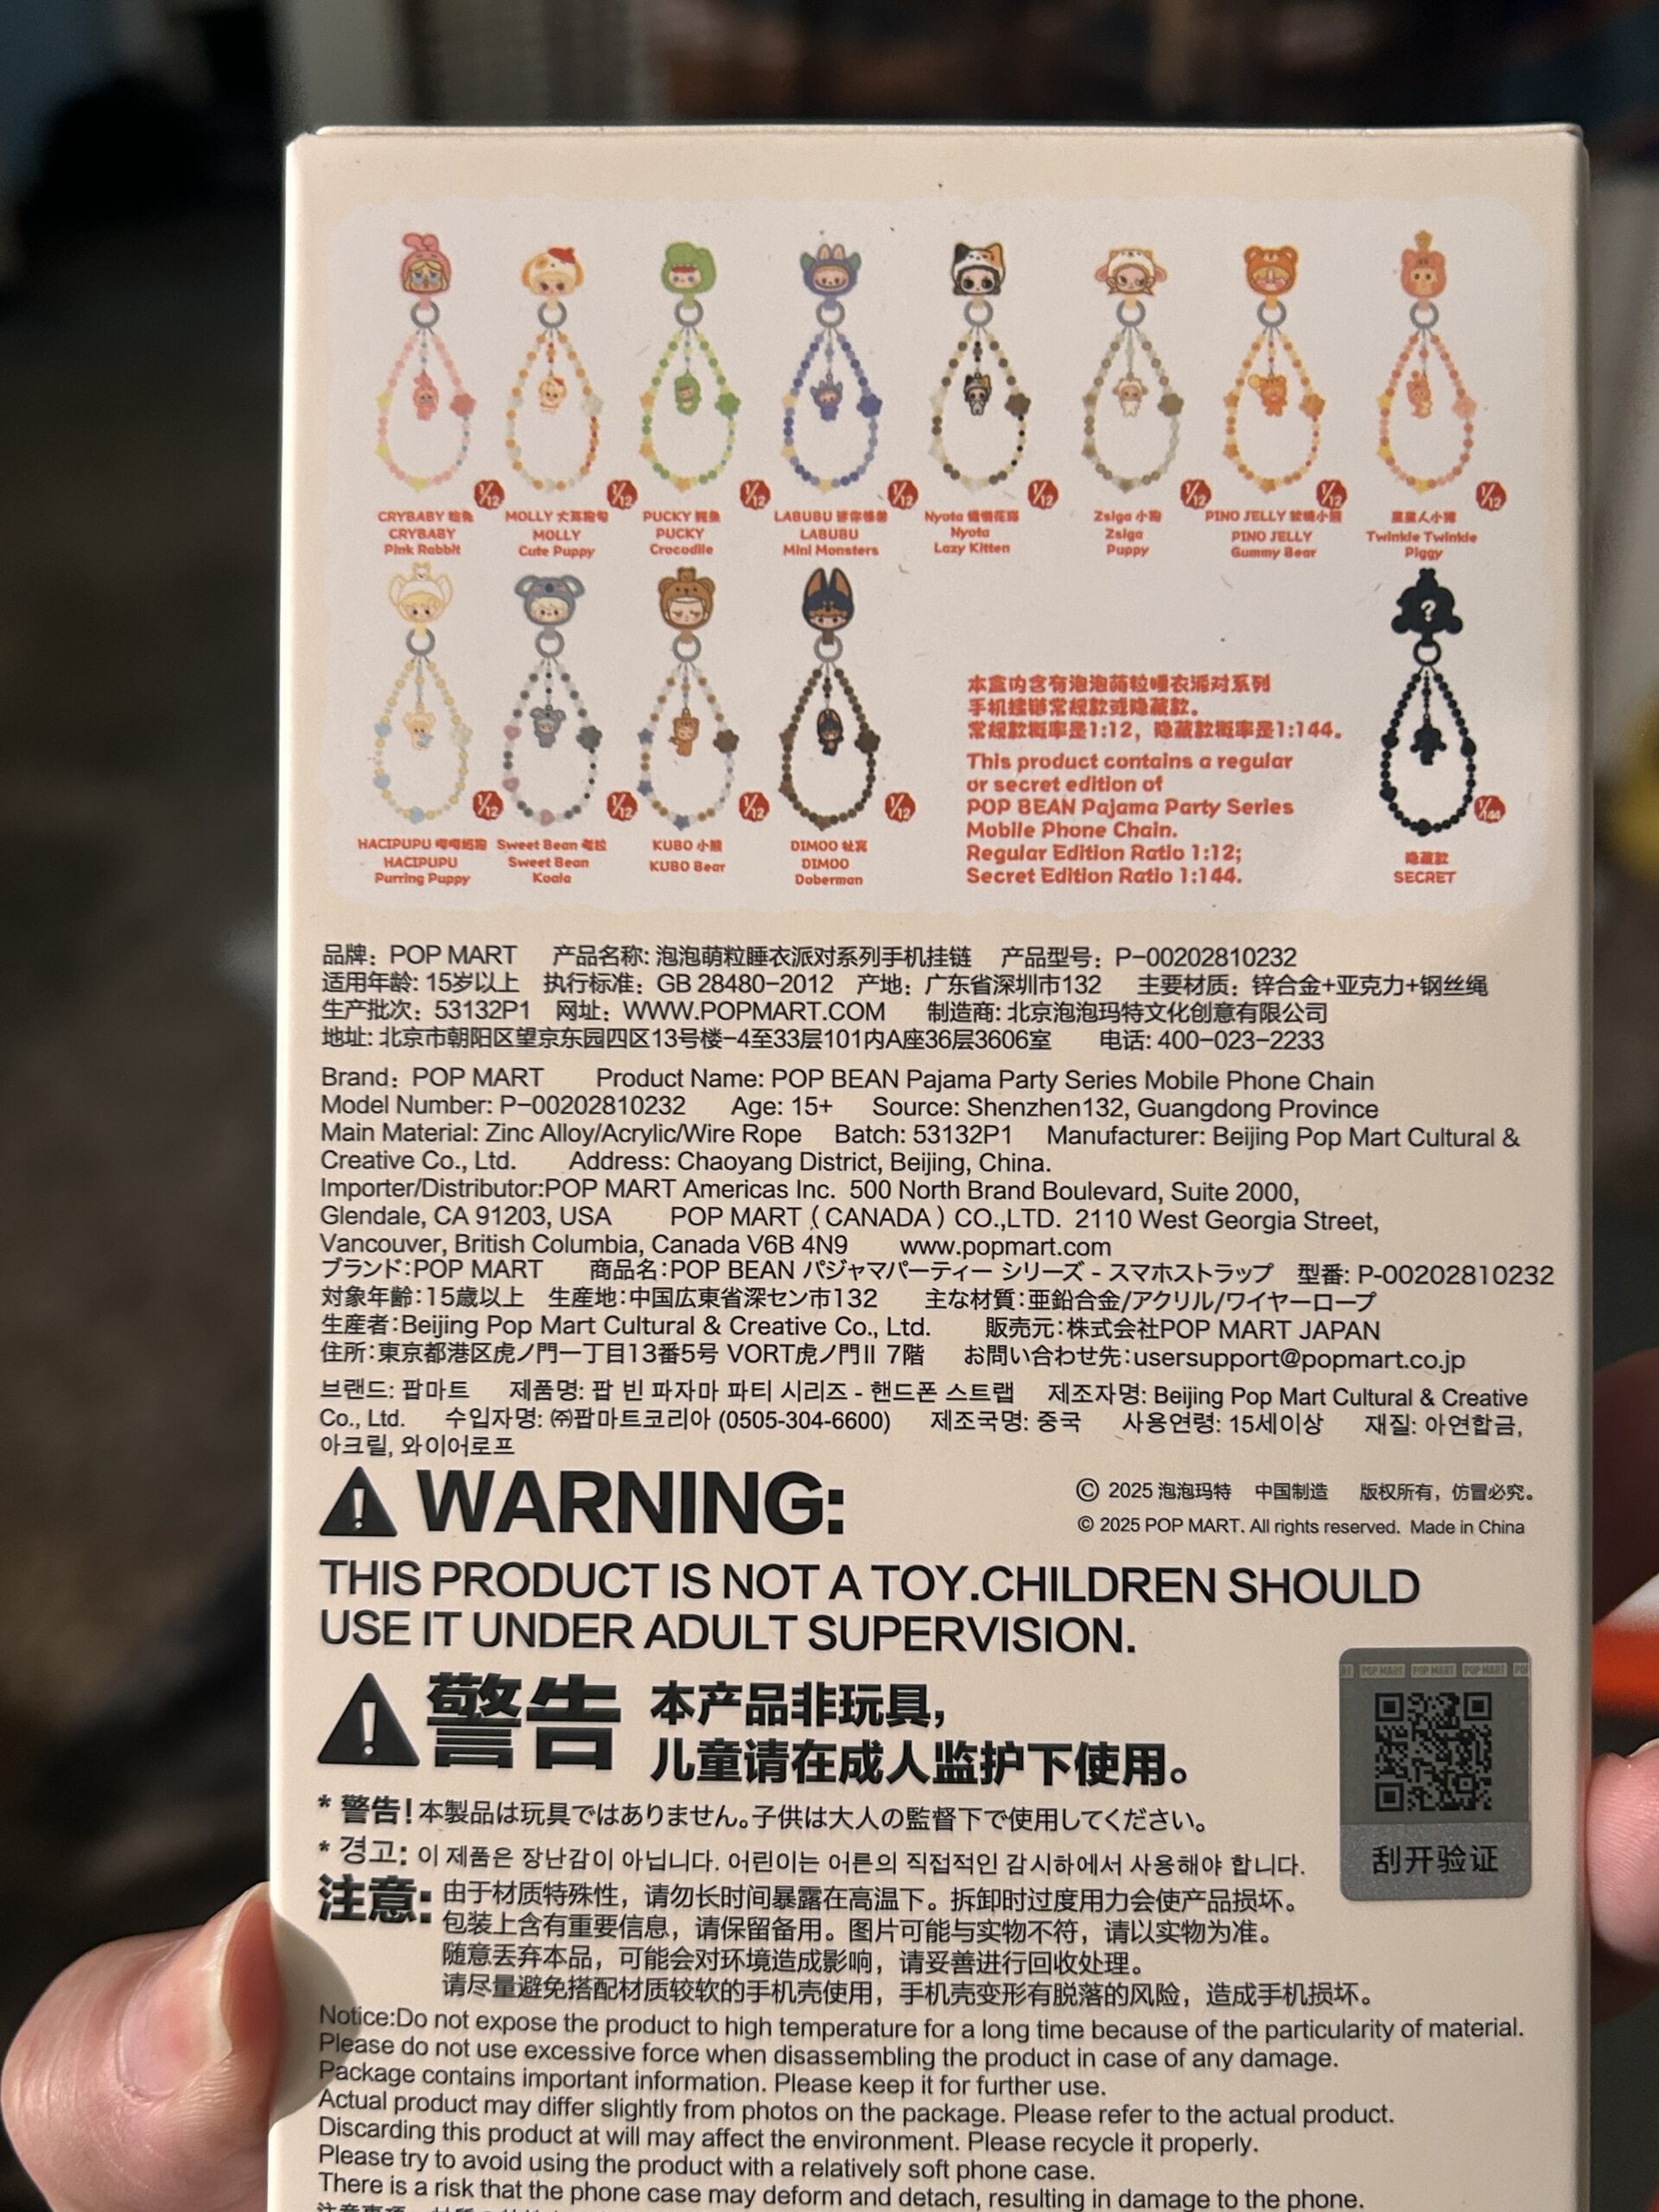 1/12 1/12 1/12 1/12 1/12 1/12 1/12 1/12
CRYBABY MOLLY PUCKY LABUBU Nyota Zsiga 小狗 PINO JELLY 软糖小熊 星星人小猪
CRYBABY MOLLY PUCKY LABUBU Nyota Zsiga PINO JELLY Twinkle Twinkle
Pink Rabbit Cute Puppy Crocodile Mini Monsters Lazy Kitten Puppy Gummy Bear Piggy
?
1/12 1/12 1/12 1/12 1/144
HACIPUPU Sweet Bean 考拉 KUBO 小熊 DIMOO 杜宾
HACIPUPU Sweet Bean KUBO Bear DIMOO
Purring Puppy Koala Doberman
本盒内含有泡泡萌粒睡衣派对系列
手机挂链常规款或隐藏款。
常规款概率是1:12，隐藏款概率是1:144。
This product contains a regular
or secret edition of
POP BEAN Pajama Party Series
Mobile Phone Chain.
Regular Edition Ratio 1:12;
Secret Edition Ratio 1:144.
隐藏款
SECRET
品牌：POP MART 产品名称: 泡泡萌粒睡衣派对系列手机挂链 产品型号：P-00202810232
适用年龄: 15岁以上 执行标准：GB 28480-2012 产地：广东省深圳市132 主要材质：锌合金+亚克力+钢丝绳
生产批次：53132P1 网址：WWW.POPMART.COM 制造商: 北京泡泡玛特文化创意有限公司
地址: 北京市朝阳区望京东园四区13号楼-4至33层101内A座36层3606室 电话: 400-023-2233
Brand：POP MART Product Name: POP BEAN Pajama Party Series Mobile Phone Chain
Model Number: P-00202810232 Age: 15+ Source: Shenzhen132, Guangdong Province
Main Material: Zinc Alloy/Acrylic/Wire Rope Batch: 53132P1 Manufacturer: Beijing Pop Mart Cultural &
Creative Co., Ltd. Address: Chaoyang District, Beijing, China.
Importer/Distributor:POP MART Americas Inc. 500 North Brand Boulevard, Suite 2000,
Glendale, CA 91203, USA POP MART ( CANADA ) CO.,LTD. 2110 West Georgia Street,
Vancouver, British Columbia, Canada V6B 4N9 www.popmart.com
ブランド:POP MART 商品名:POP BEAN パジャマパーティー シリーズ - スマホストラップ 型番: P-00202810232
対象年齢:15歳以上 生産地:中国広東省深セン市132 主な材質:亜鉛合金/アクリル/ワイヤーロープ
生産者:Beijing Pop Mart Cultural & Creative Co., Ltd. 販売元:株式会社POP MART JAPAN
住所:東京都港区虎ノ門一丁目13番5号 VORT虎ノ門Ⅱ 7階 お問い合わせ先:usersupport@popmart.co.jp
브랜드: 팝마트 제품명: 팝 빈 파자마 파티 시리즈 - 핸드폰 스트랩 제조자명: Beijing Pop Mart Cultural & Creative
Co., Ltd. 수입자명: ㈜팝마트코리아 (0505-304-6600) 제조국명: 중국 사용연령: 15세이상 재질: 아연합금,
아크릴, 와이어로프
WARNING:
© 2025 泡泡玛特 中国制造 版权所有，仿冒必究。
© 2025 POP MART. All rights reserved. Made in China
THIS PRODUCT IS NOT A TOY.CHILDREN SHOULD
USE IT UNDER ADULT SUPERVISION.
警告 本产品非玩具，
儿童请在成人监护下使用。
POP MART POP MART POP MART
刮开验证
* 警告!本製品は玩具ではありません。子供は大人の監督下で使用してください。
* 경고: 이 제품은 장난감이 아닙니다. 어린이는 어른의 직접적인 감시하에서 사용해야 합니다.
注意: 由于材质特殊性，请勿长时间暴露在高温下。拆卸时过度用力会使产品损坏。
包装上含有重要信息，请保留备用。图片可能与实物不符，请以实物为准。
随意丢弃本品，可能会对环境造成影响，请妥善进行回收处理。
请尽量避免搭配材质较软的手机壳使用，手机壳变形有脱落的风险，造成手机损坏。
Notice:Do not expose the product to high temperature for a long time because of the particularity of material.
Please do not use excessive force when disassembling the product in case of any damage.
Package contains important information. Please keep it for further use.
Actual product may differ slightly from photos on the package. Please refer to the actual product.
Discarding this product at will may affect the environment. Please recycle it properly.
Please try to avoid using the product with a relatively soft phone case.
There is a risk that the phone case may deform and detach, resulting in damage to the phone.